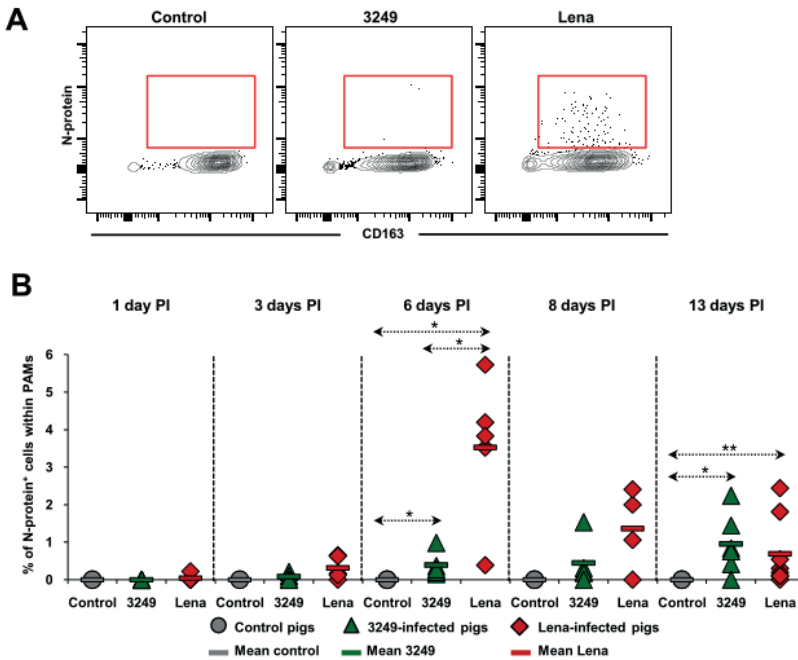 A
Control 3249 Lena
N-protein
CD163
B
1 day PI 3 days PI 6 days PI 8 days PI 13 days PI
% of N-protein⁺ cells within PAMs
6
5
4
3
2
1
0
*
*
*
**
*
Control 3249 Lena Control 3249 Lena Control 3249 Lena Control 3249 Lena Control 3249 Lena
Control pigs 3249-infected pigs Lena-infected pigs
Mean control Mean 3249 Mean Lena